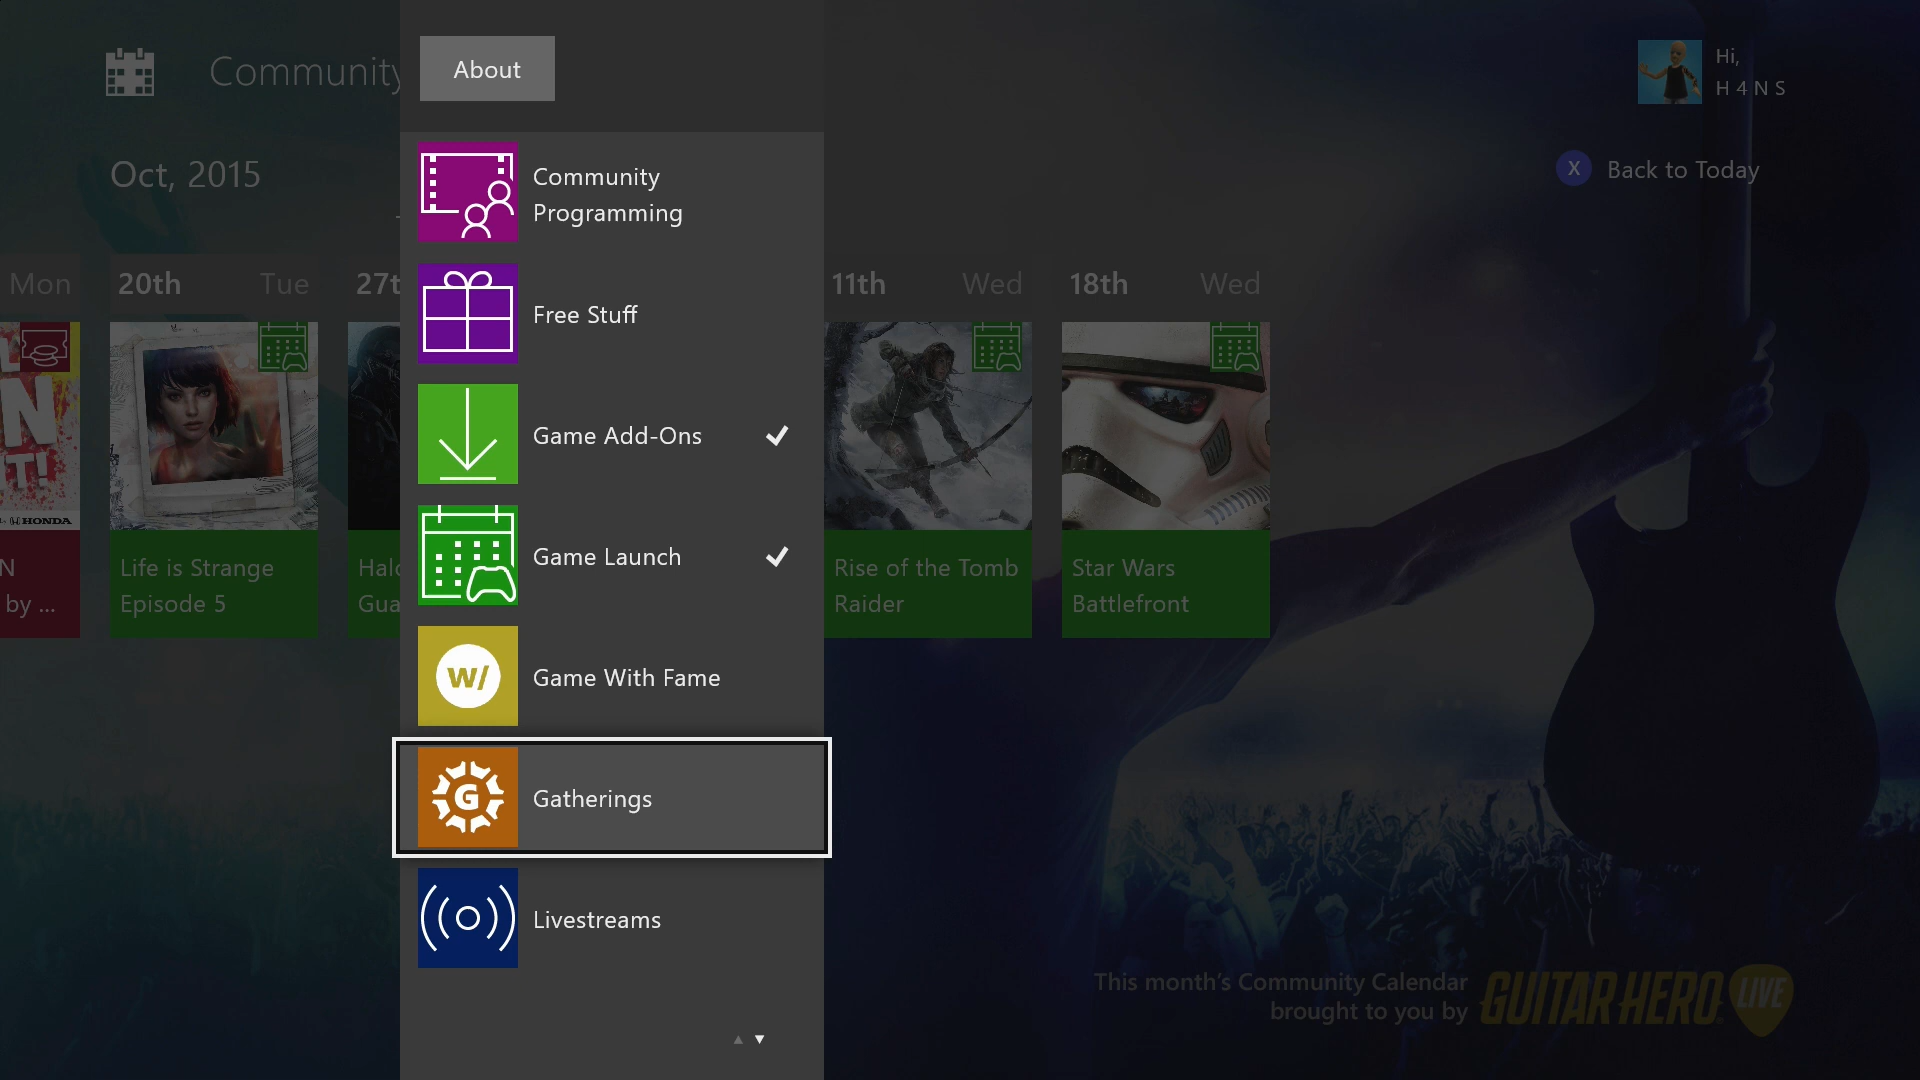 Community
About
Hi,
H 4 N S
Oct, 2015
X Back to Today
Community
Programming
Free Stuff
Game Add-Ons
Game Launch
W/ Game With Fame
G Gatherings
Livestreams
Mon
20th Tue
27t
11th Wed
18th Wed
L
N
T!
HONDA
N
by ...
Life is Strange
Episode 5
Halo
Gua
Rise of the Tomb
Raider
Star Wars
Battlefront
This month's Community Calendar
brought to you by
GUITAR HERO LIVE